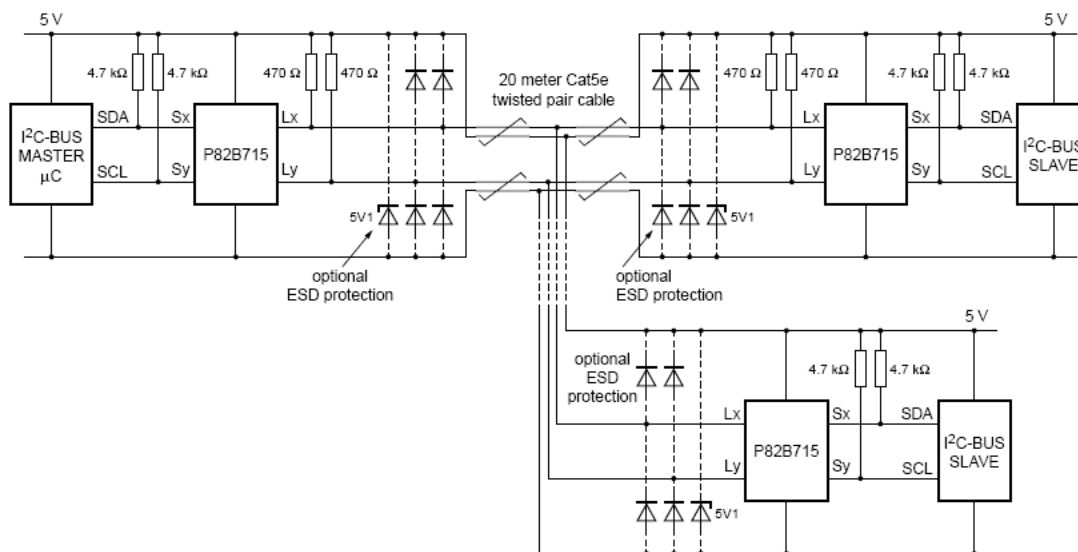 5 V
5 V
4.7 kΩ
4.7 kΩ
470 Ω
470 Ω
20 meter Cat5e
twisted pair cable
470 Ω
470 Ω
4.7 kΩ
4.7 kΩ
I²C-BUS
MASTER
μC
SDA
SCL
Sx
Sy
P82B715
Lx
Ly
5V1
optional
ESD protection
Lx
Ly
P82B715
Sx
Sy
SDA
SCL
I²C-BUS
SLAVE
5V1
optional
ESD protection
5 V
optional
ESD
protection
4.7 kΩ
4.7 kΩ
Lx
Ly
P82B715
Sx
Sy
SDA
SCL
I²C-BUS
SLAVE
5V1